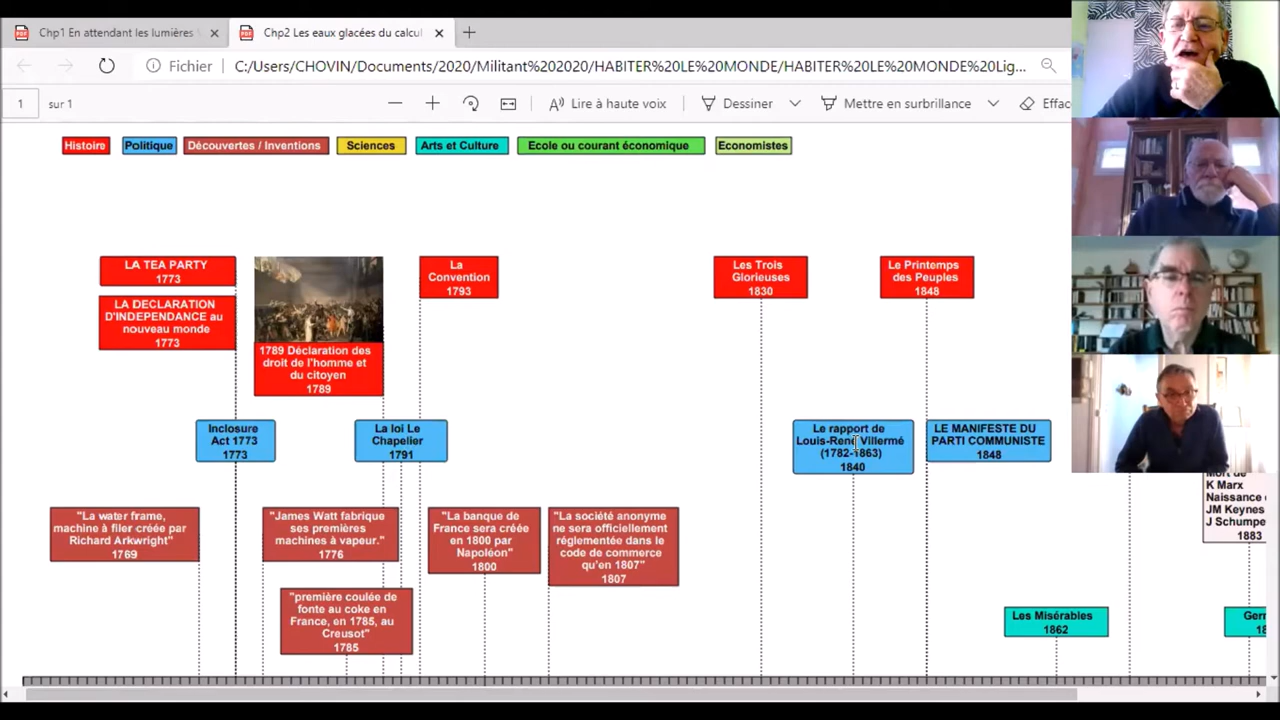 Chp1 En attendant les lumières
Chp2 Les eaux glacées du calcul
Fichier
C:/Users/CHOVIN/Documents/2020/Militant%202020/HABITER%20LE%20MONDE/HABITER%20LE%20MONDE%20Lig...
1
sur 1
Lire à haute voix
Dessiner
Mettre en surbrillance
Effac
Histoire
Politique
Découvertes / Inventions
Sciences
Arts et Culture
Ecole ou courant économique
Economistes
LA TEA PARTY
1773
LA DECLARATION
D'INDEPENDANCE au
nouveau monde
1773
1789 Déclaration des
droit de l'homme et
du citoyen
1789
La
Convention
1793
Les Trois
Glorieuses
1830
Le Printemps
des Peuples
1848
Inclosure
Act 1773
1773
La loi Le
Chapelier
1791
Le rapport de
Louis-René Villermé
(1782-1863)
1840
LE MANIFESTE DU
PARTI COMMUNISTE
1848
K Marx
Naissance
JM Keynes
J Schumpe
1883
"La water frame,
machine à filer créée par
Richard Arkwright"
1769
"James Watt fabrique
ses premières
machines à vapeur."
1776
"La banque de
France sera créée
en 1800 par
Napoléon"
1800
"La société anonyme
ne sera officiellement
réglementée dans le
code de commerce
qu'en 1807"
1807
"première coulée de
fonte au coke en
France, en 1785, au
Creusot"
1785
Les Misérables
1862
Gern
18